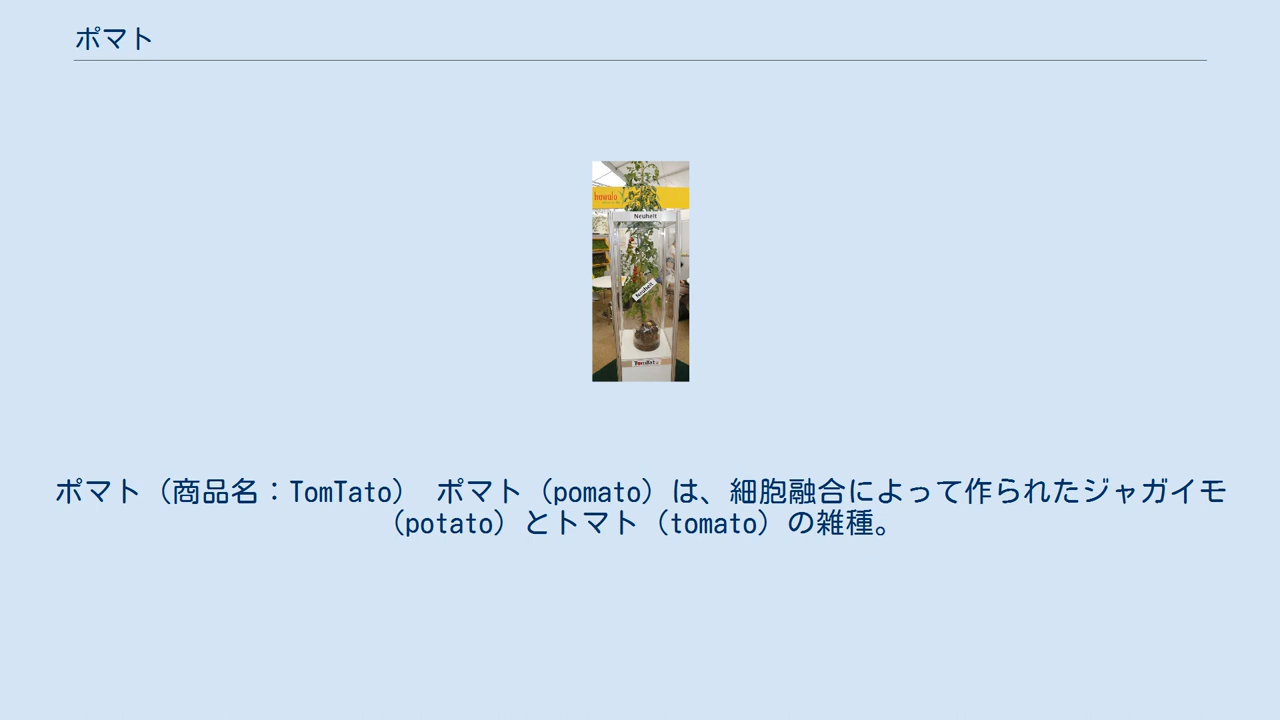 ポマト
hawulo
Neuheit
Neuheit
TomTato
ポマト（商品名：TomTato） ポマト（pomato）は、細胞融合によって作られたジャガイモ
（potato）とトマト（tomato）の雑種。